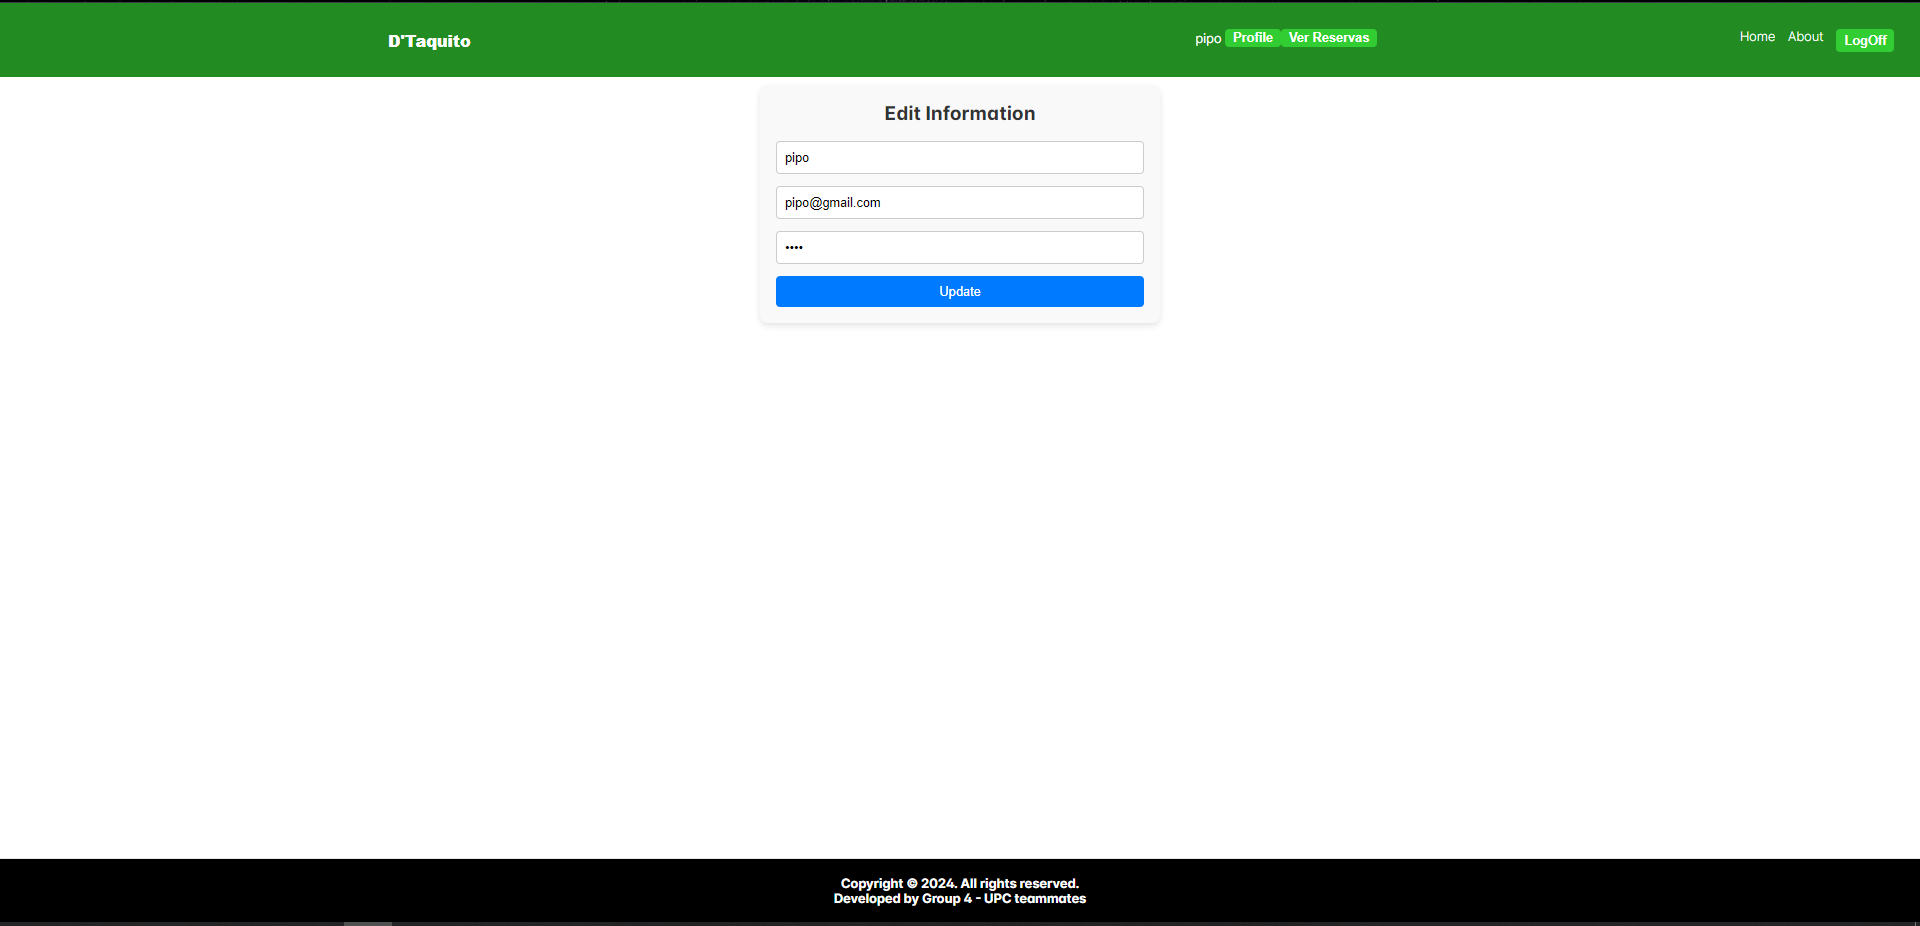 D'Taquito
pipo Profile Ver Reservas
Home About LogOff
Edit Information
pipo
pipo@gmail.com
••••
Update
Copyright © 2024. All rights reserved.
Developed by Group 4 - UPC teammates